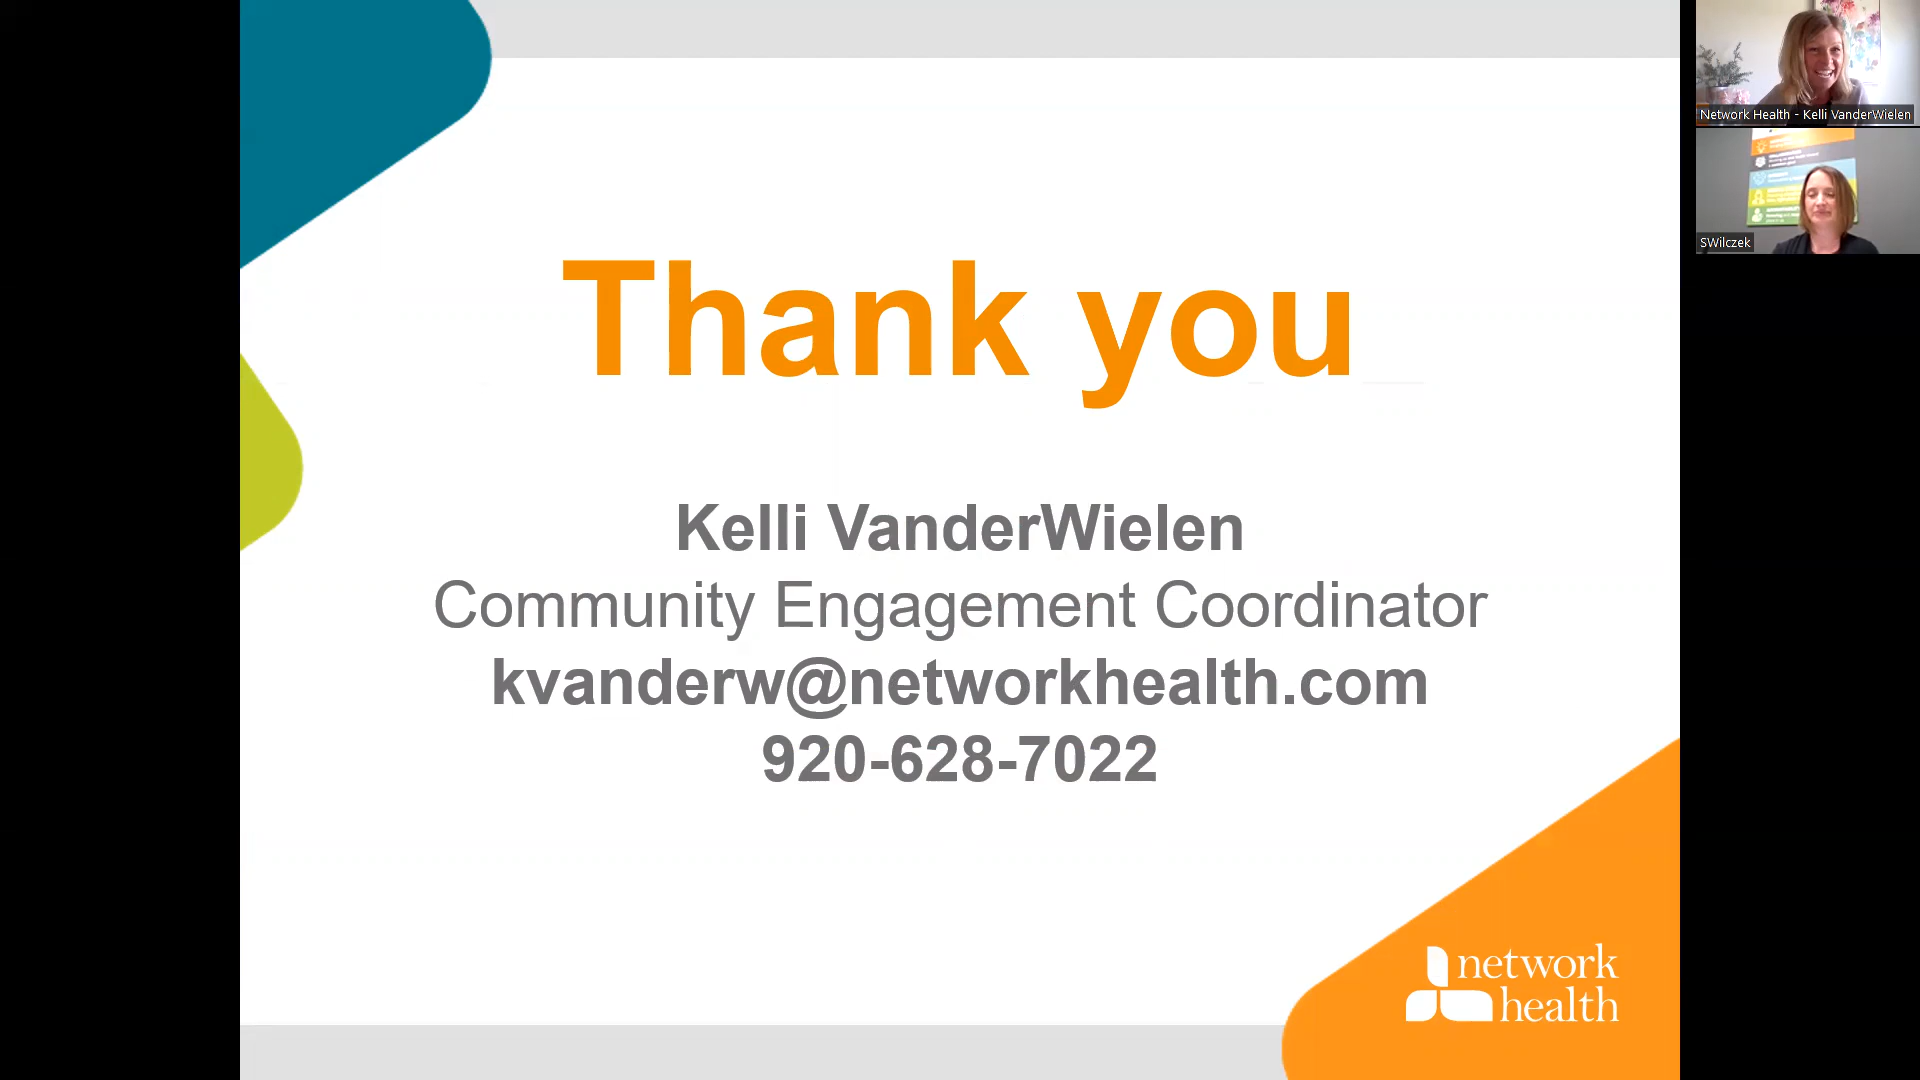 Thank you
Kelli VanderWielen
Community Engagement Coordinator
kvanderw@networkhealth.com
920-628-7022
network
health
Network Health - Kelli VanderWielen
SWilczek